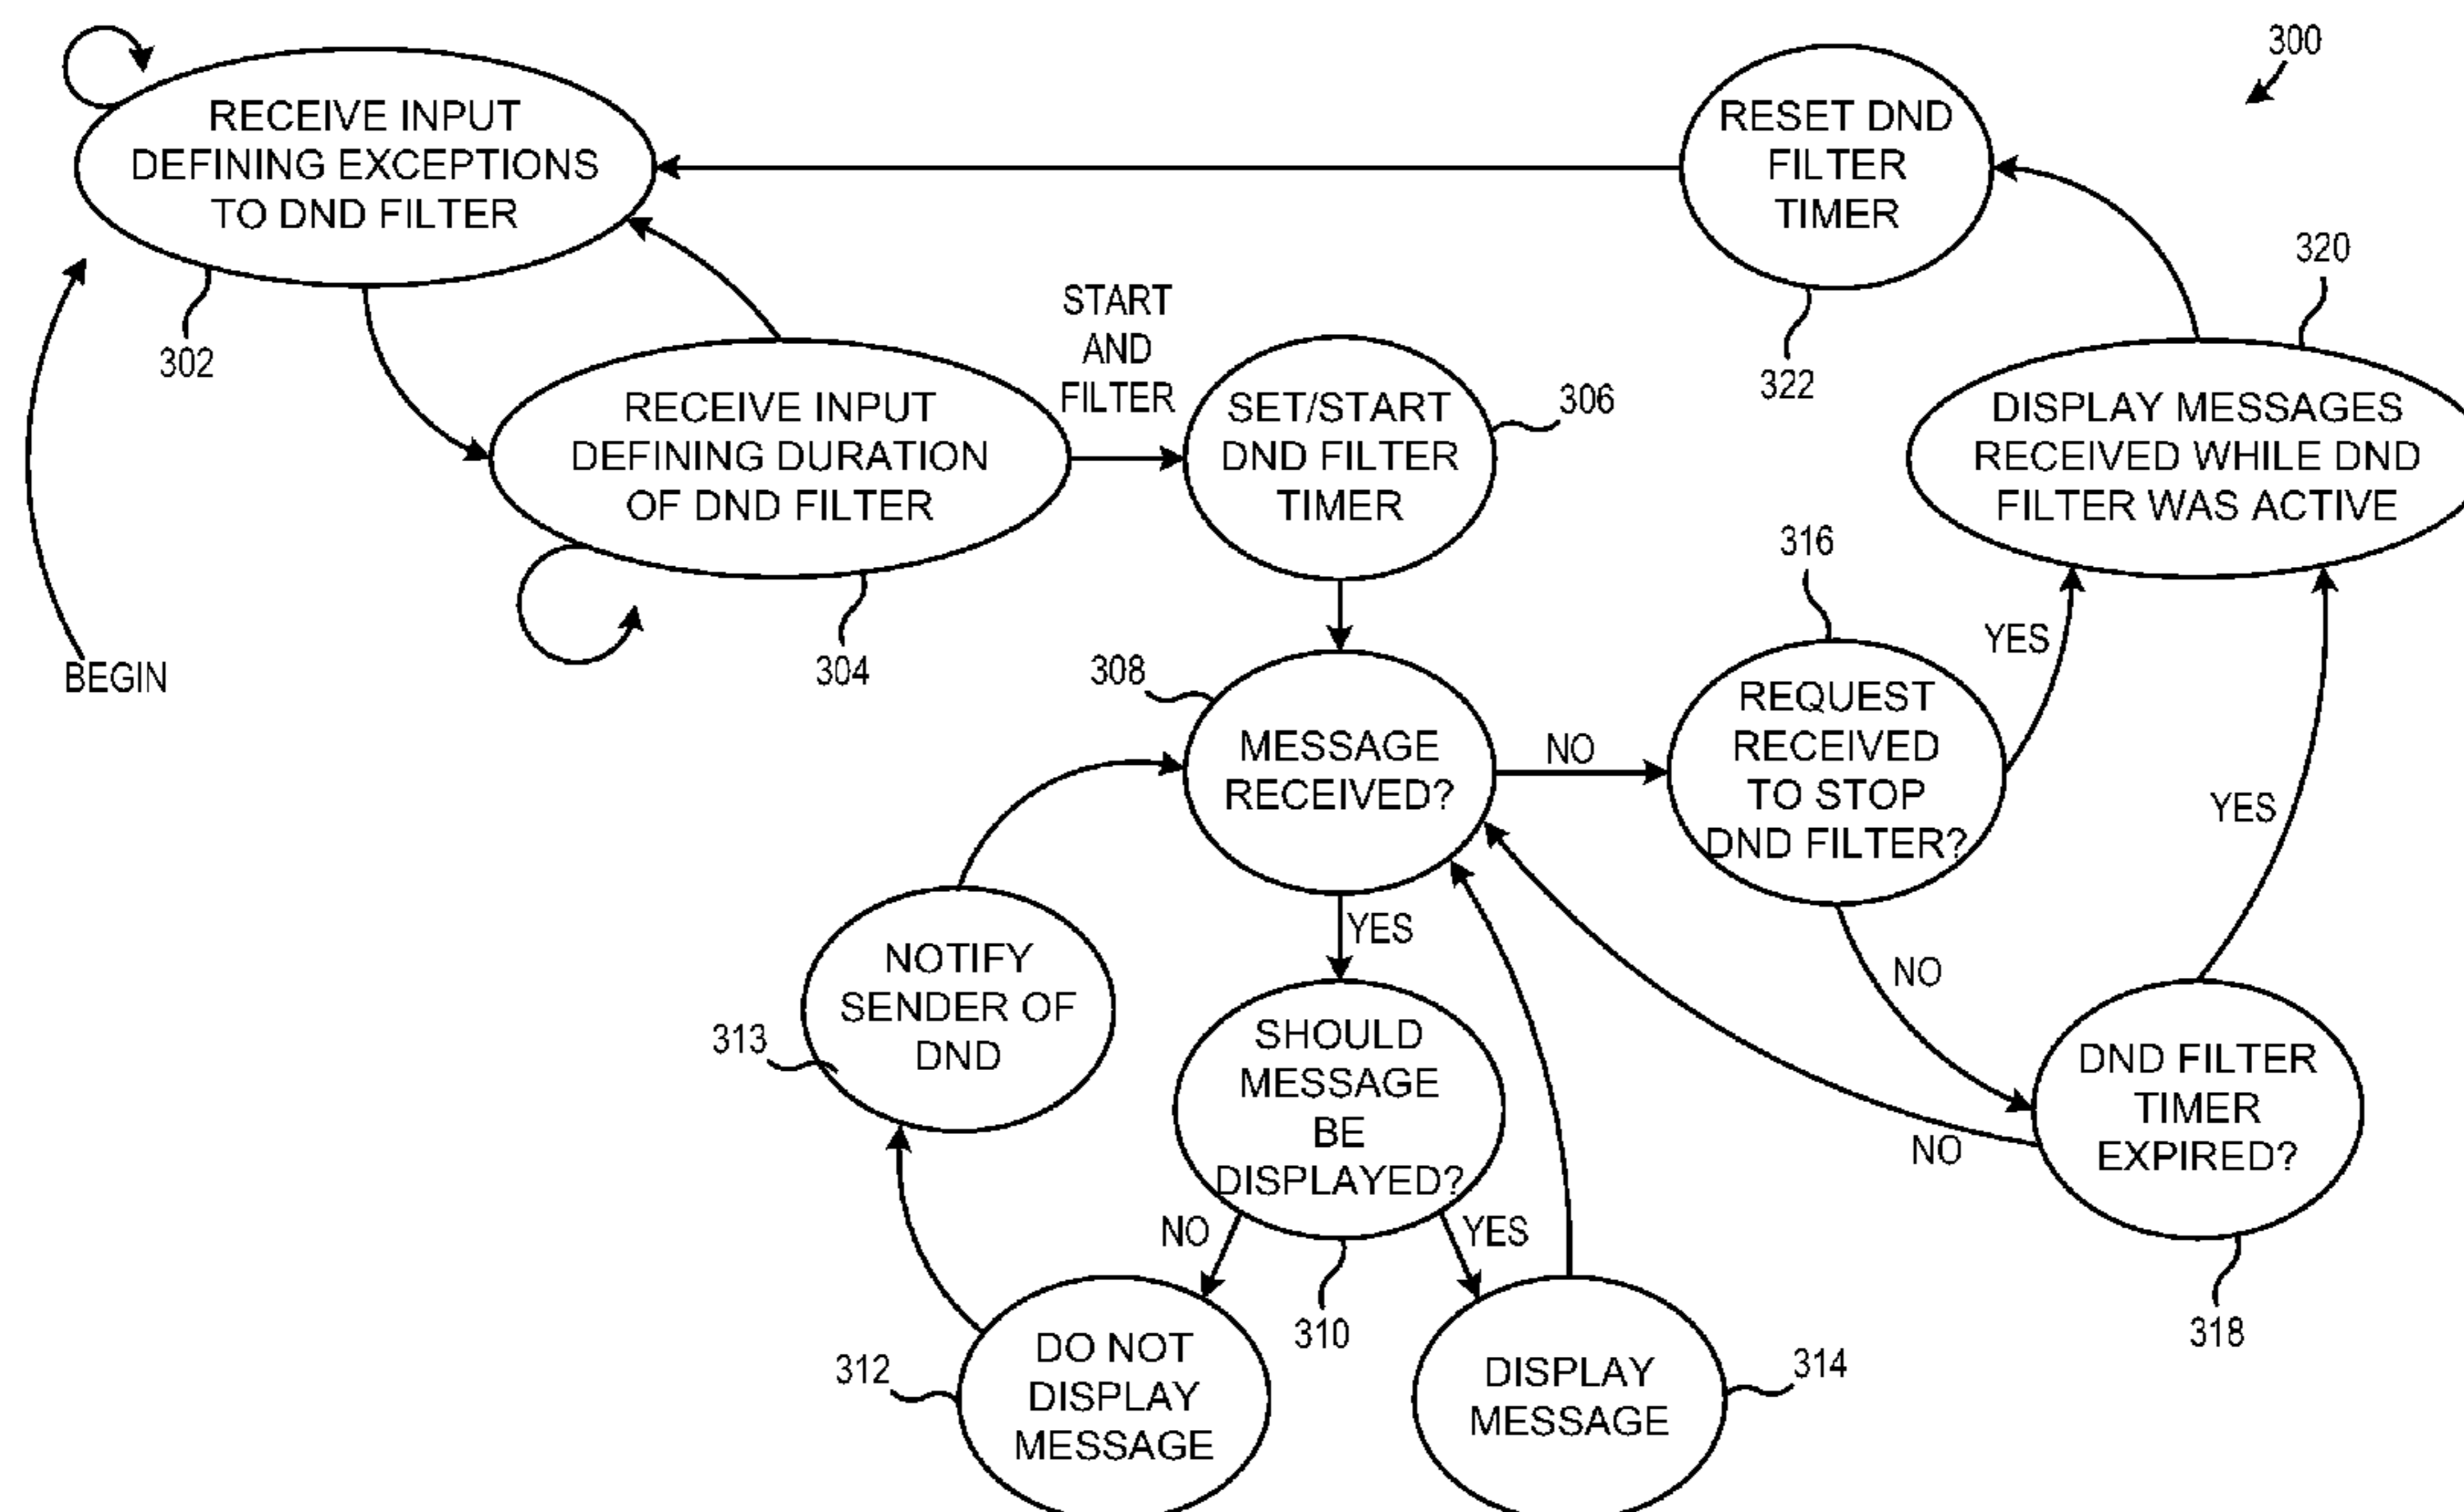 300
RECEIVE INPUT
DEFINING EXCEPTIONS
TO DND FILTER
302
RESET DND
FILTER
TIMER
322
320
START
AND
FILTER
RECEIVE INPUT
DEFINING DURATION
OF DND FILTER
304
SET/START
DND FILTER
TIMER
306
DISPLAY MESSAGES
RECEIVED WHILE DND
FILTER WAS ACTIVE
BEGIN
308
MESSAGE
RECEIVED?
NO
316
REQUEST
RECEIVED
TO STOP
DND FILTER?
YES
YES
NO
YES
NOTIFY
SENDER OF
DND
313
SHOULD
MESSAGE
BE
DISPLAYED?
310
DND FILTER
TIMER
EXPIRED?
318
NO
NO
YES
DO NOT
DISPLAY
MESSAGE
312
DISPLAY
MESSAGE
314